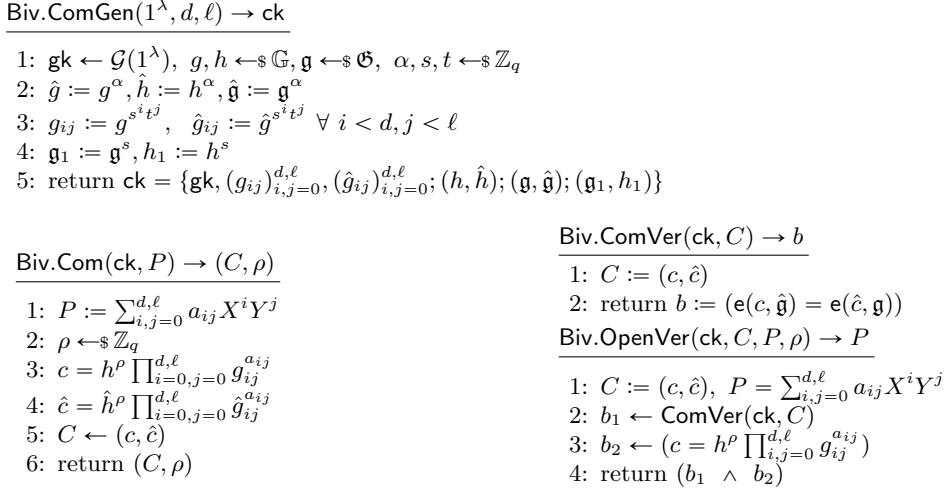 Biv.ComGen(1^λ, d, ℓ) → ck
1: gk ← 𝒢(1^λ), g, h ←$ 𝔾, 𝔤 ←$ 𝕲, α, s, t ←$ ℤ_q
2: ĝ := g^α, ĥ := h^α, 𝔤̂ := 𝔤^α
3: g_{ij} := g^{s^i t^j}, ĝ_{ij} := ĝ^{s^i t^j} ∀ i < d, j < ℓ
4: 𝔤_1 := 𝔤^s, h_1 := h^s
5: return ck = {gk, (g_{ij})_{i,j=0}^{d,ℓ}, (ĝ_{ij})_{i,j=0}^{d,ℓ}; (h, ĥ); (𝔤, 𝔤̂); (𝔤_1, h_1)}
Biv.Com(ck, P) → (C, ρ)
1: P := ∑_{i,j=0}^{d,ℓ} a_{ij} X^i Y^j
2: ρ ←$ ℤ_q
3: c = h^ρ ∏_{i=0,j=0}^{d,ℓ} g_{ij}^{a_{ij}}
4: ĉ = ĥ^ρ ∏_{i=0,j=0}^{d,ℓ} ĝ_{ij}^{a_{ij}}
5: C ← (c, ĉ)
6: return (C, ρ)
Biv.ComVer(ck, C) → b
1: C := (c, ĉ)
2: return b := (e(c, 𝔤̂) = e(ĉ, 𝔤))
Biv.OpenVer(ck, C, P, ρ) → P
1: C := (c, ĉ), P = ∑_{i,j=0}^{d,ℓ} a_{ij} X^i Y^j
2: b_1 ← ComVer(ck, C)
3: b_2 ← (c = h^ρ ∏_{i,j=0}^{d,ℓ} g_{ij}^{a_{ij}})
4: return (b_1 ∧ b_2)